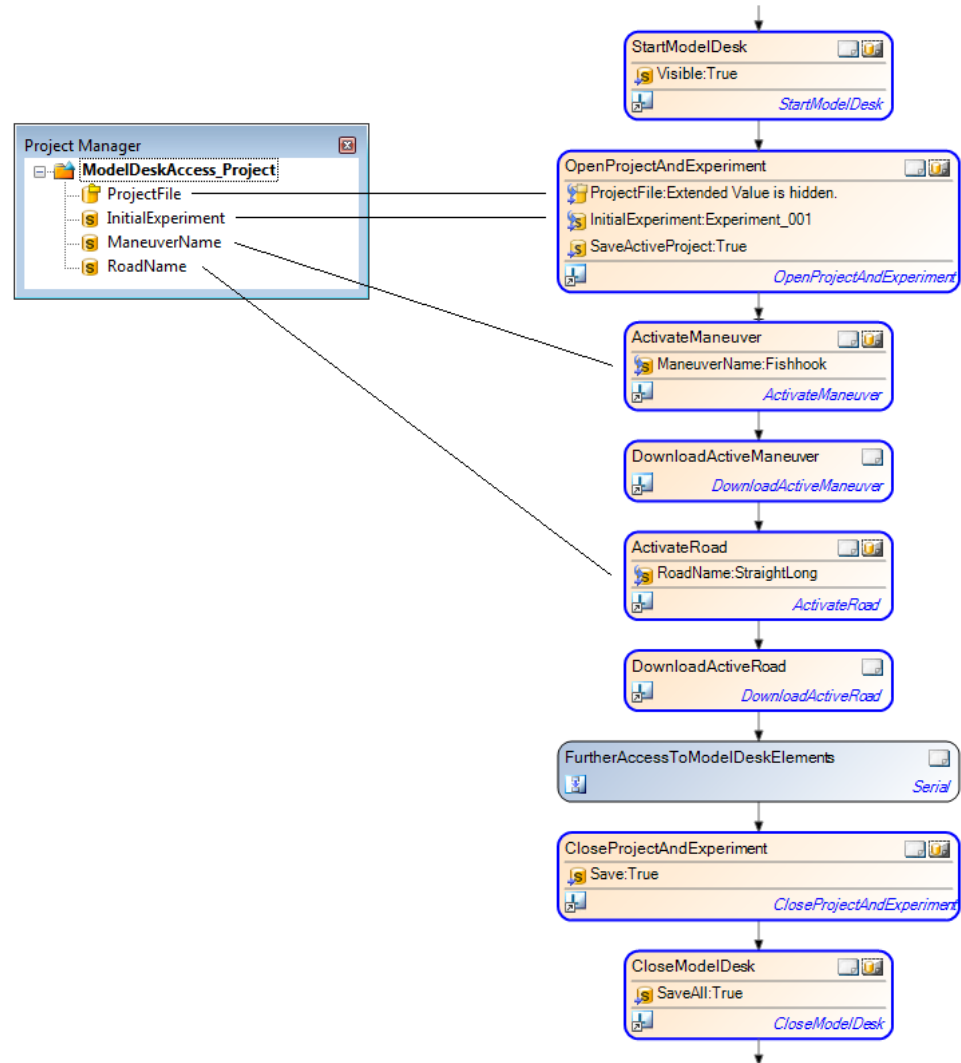 Project Manager
ModelDeskAccess_Project
ProjectFile
InitialExperiment
ManeuverName
RoadName
StartModelDesk
Visible:True
StartModelDesk
OpenProjectAndExperiment
ProjectFile:Extended Value is hidden.
InitialExperiment:Experiment_001
SaveActiveProject:True
OpenProjectAndExperiment
ActivateManeuver
ManeuverName:Fishhook
ActivateManeuver
DownloadActiveManeuver
DownloadActiveManeuver
ActivateRoad
RoadName:StraightLong
ActivateRoad
DownloadActiveRoad
DownloadActiveRoad
FurtherAccessToModelDeskElements
Serial
CloseProjectAndExperiment
Save:True
CloseProjectAndExperiment
CloseModelDesk
SaveAll:True
CloseModelDesk